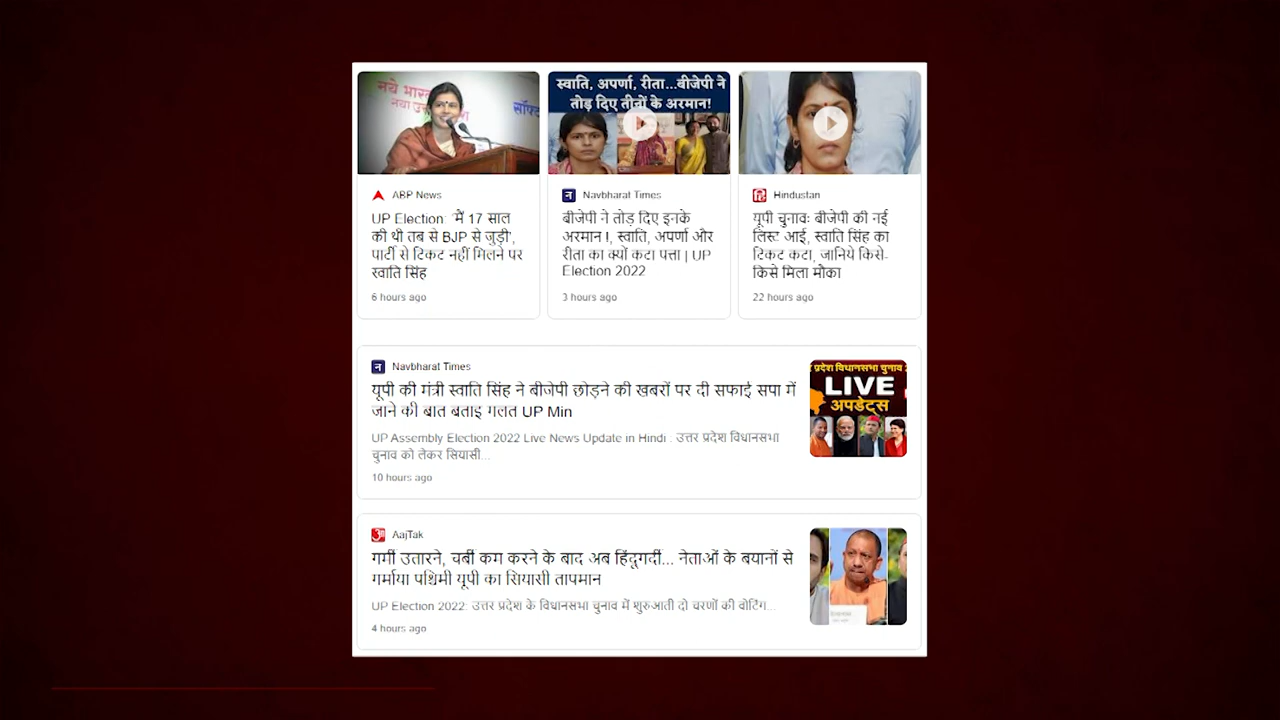 नये भार
नया उ
सॉफ्ट
ABP News
UP Election: 'मैं 17 साल
की थी तब से BJP से जुड़ी',
पार्टी से टिकट नहीं मिलने पर
स्वाति सिंह
6 hours ago
स्वाति, अपर्णा, रीता...बीजेपी ने
तोड़ दिए तीनों के अरमान!
न Navbharat Times
बीजेपी ने तोड़ दिए इनके
अरमान !, स्वाति, अपर्णा और
रीता का क्यों कटा पत्ता | UP
Election 2022
3 hours ago
हि Hindustan
यूपी चुनाव: बीजेपी की नई
लिस्ट आई, स्वाति सिंह का
टिकट कटा, जानिये किसे-
किसे मिला मौका
22 hours ago
न Navbharat Times
यूपी की मंत्री स्वाति सिंह ने बीजेपी छोड़ने की खबरों पर दी सफाई सपा में
जाने की बात बताई गलत UP Min
UP Assembly Election 2022 Live News Update in Hindi : उत्तर प्रदेश विधानसभा
चुनाव को लेकर सियासी...
10 hours ago
प्रदेश विधानसभा चुनाव
LIVE
अपडेट्स
AajTak
गर्मी उतारने, चर्बी कम करने के बाद अब हिंदूगर्दी... नेताओं के बयानों से
गर्माया पश्चिमी यूपी का सियासी तापमान
UP Election 2022: उत्तर प्रदेश के विधानसभा चुनाव में शुरुआती दो चरणों की वोटिंग...
4 hours ago